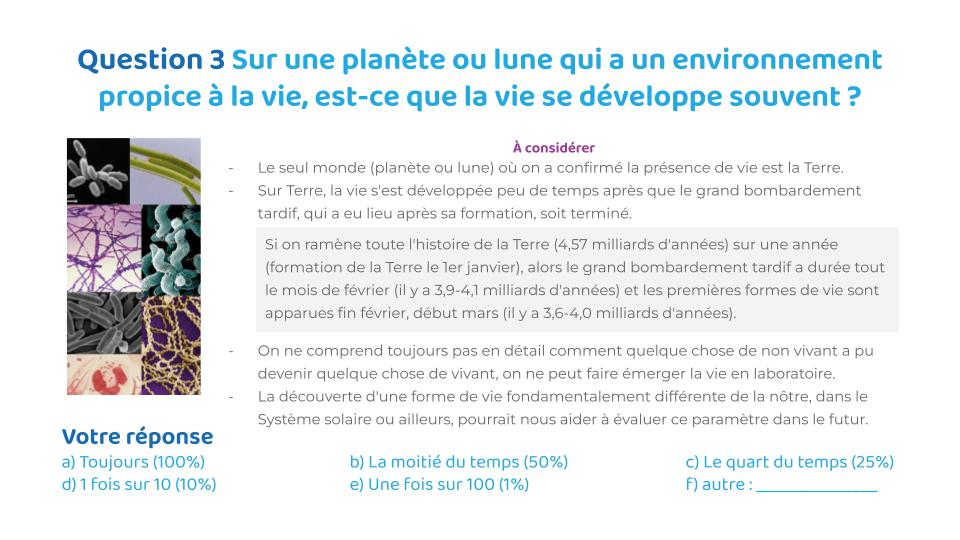 Question 3 Sur une planète ou lune qui a un environnement
propice à la vie, est-ce que la vie se développe souvent ?
À considérer
- Le seul monde (planète ou lune) où on a confirmé la présence de vie est la Terre.
- Sur Terre, la vie s'est développée peu de temps après que le grand bombardement
tardif, qui a eu lieu après sa formation, soit terminé.
Si on ramène toute l'histoire de la Terre (4,57 milliards d'années) sur une année
(formation de la Terre le 1er janvier), alors le grand bombardement tardif a durée tout
le mois de février (il y a 3,9-4,1 milliards d'années) et les premières formes de vie sont
apparues fin février, début mars (il y a 3,6-4,0 milliards d'années).
- On ne comprend toujours pas en détail comment quelque chose de non vivant a pu
devenir quelque chose de vivant, on ne peut faire émerger la vie en laboratoire.
- La découverte d'une forme de vie fondamentalement différente de la nôtre, dans le
Système solaire ou ailleurs, pourrait nous aider à évaluer ce paramètre dans le futur.
Votre réponse
a) Toujours (100%) b) La moitié du temps (50%) c) Le quart du temps (25%)
d) 1 fois sur 10 (10%) e) Une fois sur 100 (1%) f) autre : _______________